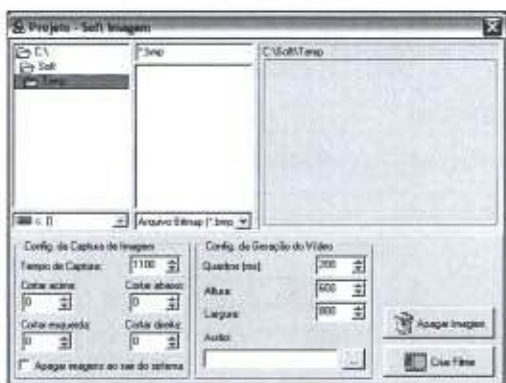 Projeto - Soft Imagem
C:\
Soft
Temp
*.bmp
C:\Soft\Temp
c: []
Arquivo Bitmap (*.bmp
Config. da Captura de Imagem
Tempo de Captura: 1100
Cortar acima: Cortar abaixo:
0 0
Cortar esquerda: Cortar direita:
0 0
Apagar imagens ao sair do sistema
Config. da Geração do Vídeo
Quadros (ms): 200
Altura: 600
Largura: 800
Audio:
...
Apagar Imagem
Criar Filme